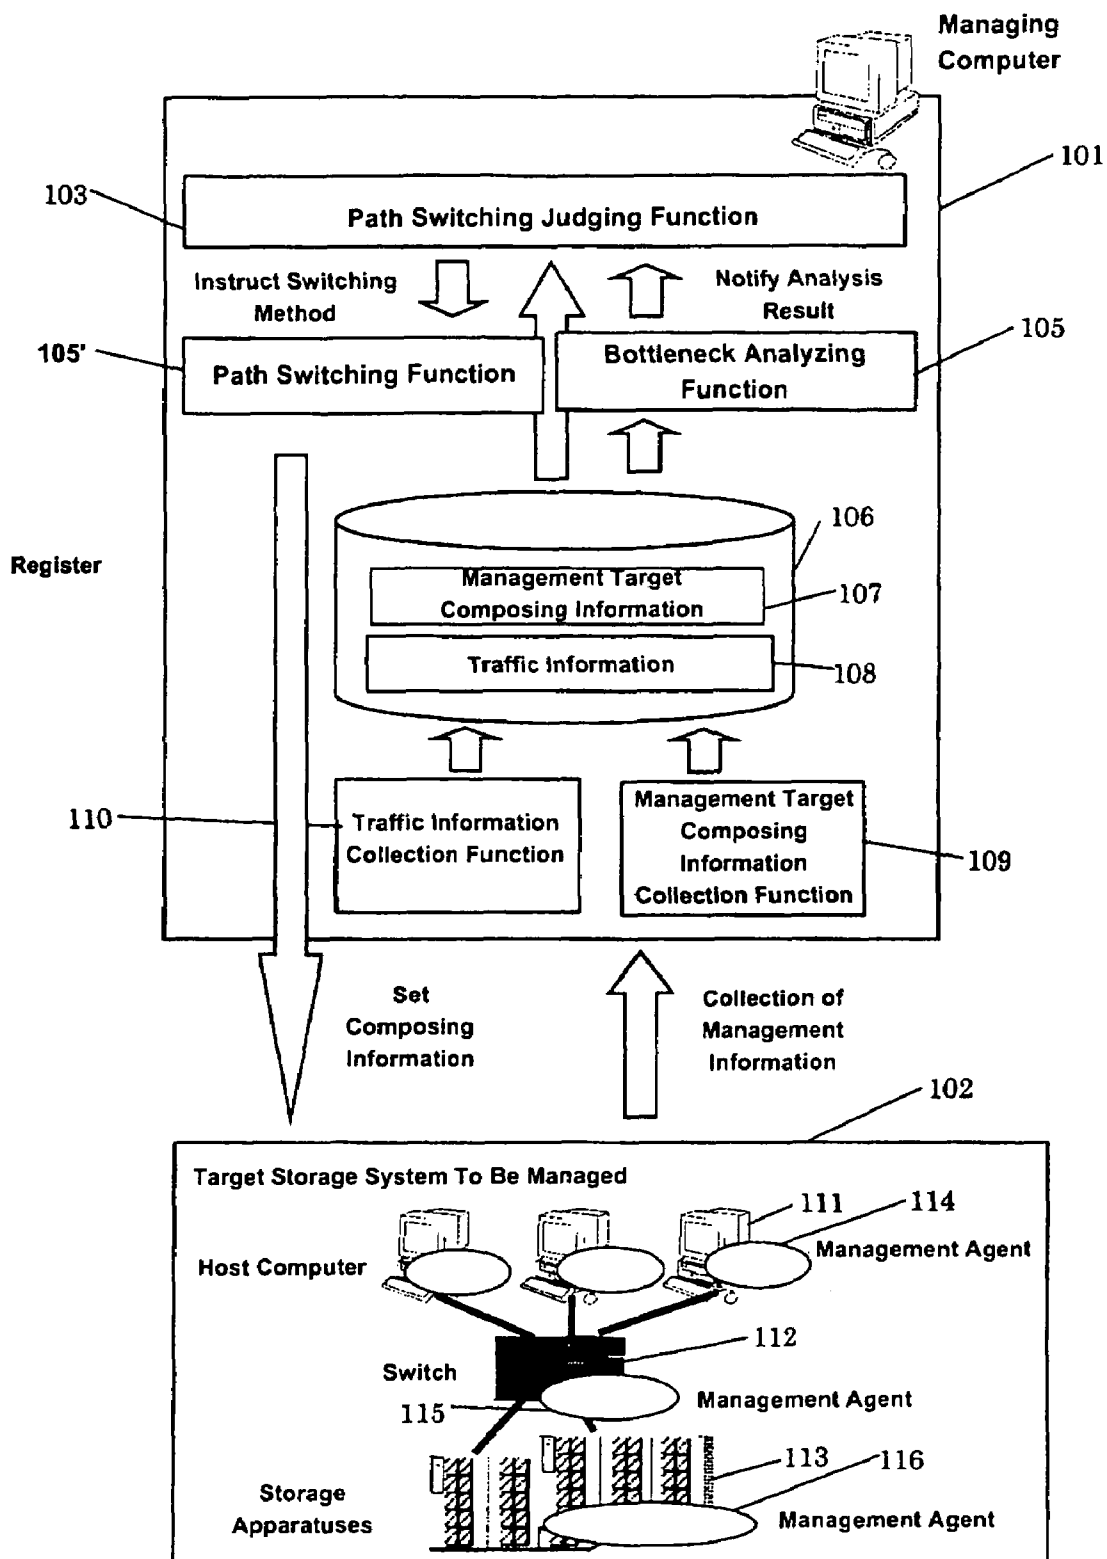 Managing
Computer
101
103
Path Switching Judging Function
Instruct Switching
Method
Notify Analysis
Result
105
105'
Path Switching Function
Bottleneck Analyzing
Function
106
Register
Management Target
Composing Information
107
Traffic Information
108
110
Traffic Information
Collection Function
Management Target
Composing
Information
Collection Function
109
Set
Composing
Information
Collection of
Management
Information
102
Target Storage System To Be Managed
111
114
Host Computer
Management Agent
112
Switch
Management Agent
115
113
116
Storage
Apparatuses
Management Agent